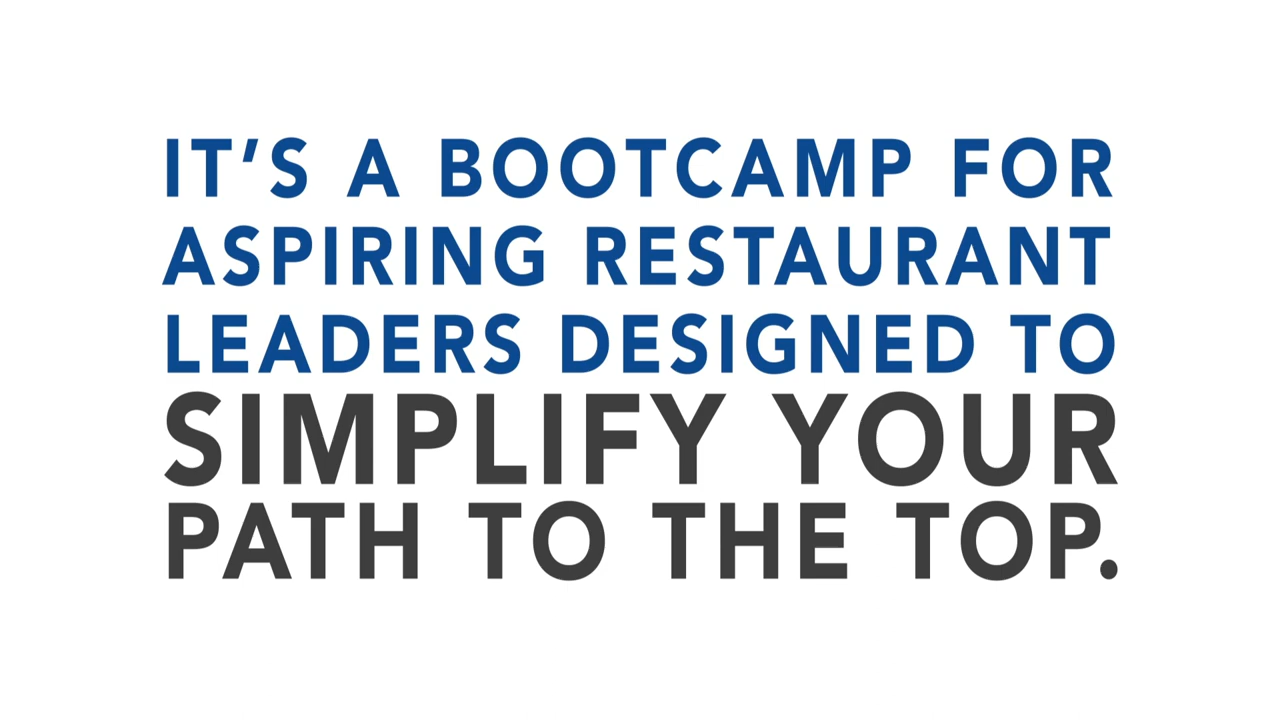 IT’S A BOOTCAMP FOR
ASPIRING RESTAURANT
LEADERS DESIGNED TO
SIMPLIFY YOUR
PATH TO THE TOP.